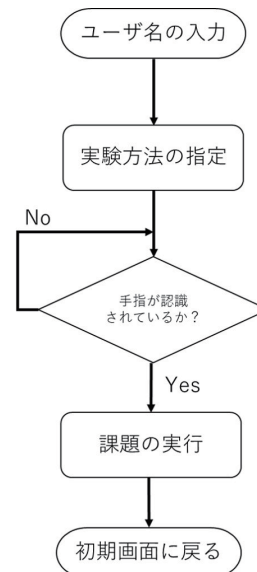 ユーザ名の入力
実験方法の指定
No
手指が認識
されているか?
Yes
課題の実行
初期画面に戻る